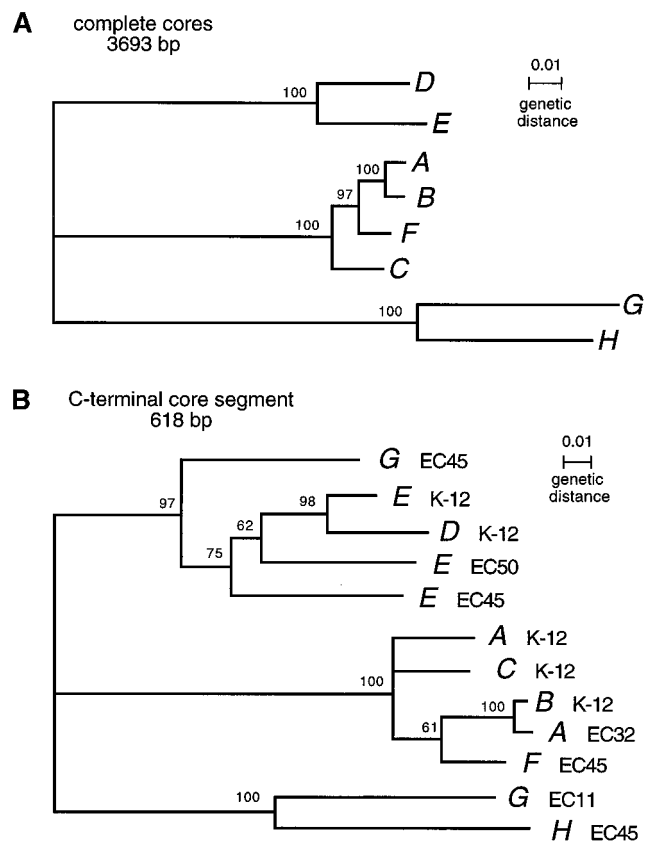 A complete cores
3693 bp
0.01
genetic
distance
100 D
E
100 A
97 B
100 F
C
100 G
H
B C-terminal core segment
618 bp
0.01
genetic
distance
G EC45
97
98 E K-12
62 D K-12
75 E EC50
E EC45
A K-12
100 C K-12
100 B K-12
61 A EC32
F EC45
100 G EC11
H EC45